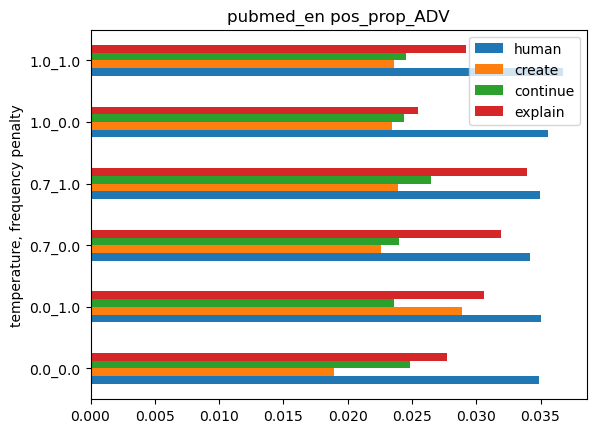 pubmed_en pos_prop_ADV
human
create
continue
explain
temperature, frequency penalty
1.0_1.0
1.0_0.0
0.7_1.0
0.7_0.0
0.0_1.0
0.0_0.0
0.000 0.005 0.010 0.015 0.020 0.025 0.030 0.035